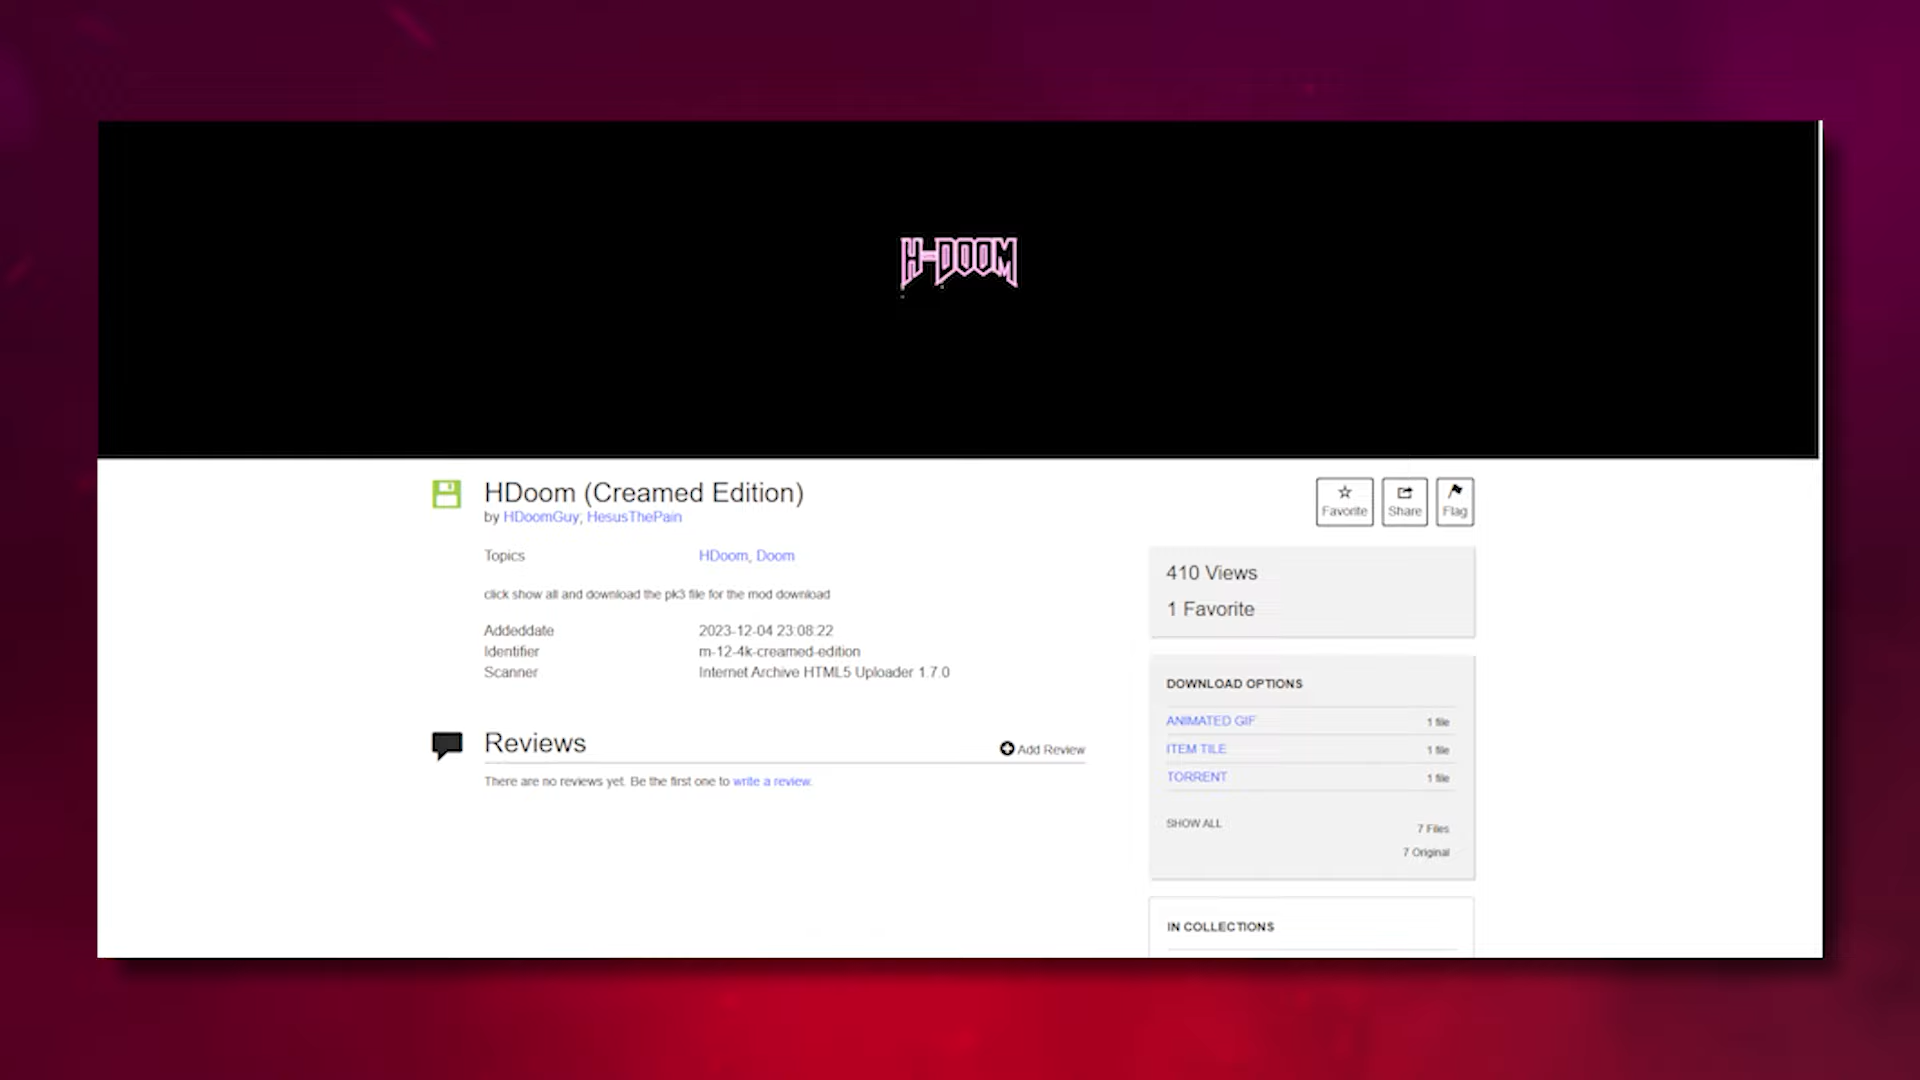 H-DOOM
HDoom (Creamed Edition)
by HDoomGuy; HesusThePain
Favorite
Share
Flag
Topics HDoom, Doom
click show all and download the pk3 file for the mod download
Addeddate 2023-12-04 23:08:22
Identifier m-12-4k-creamed-edition
Scanner Internet Archive HTML5 Uploader 1.7.0
Reviews
Add Review
There are no reviews yet. Be the first one to write a review.
410 Views
1 Favorite
DOWNLOAD OPTIONS
ANIMATED GIF 1 file
ITEM TILE 1 file
TORRENT 1 file
SHOW ALL 7 Files
7 Original
IN COLLECTIONS